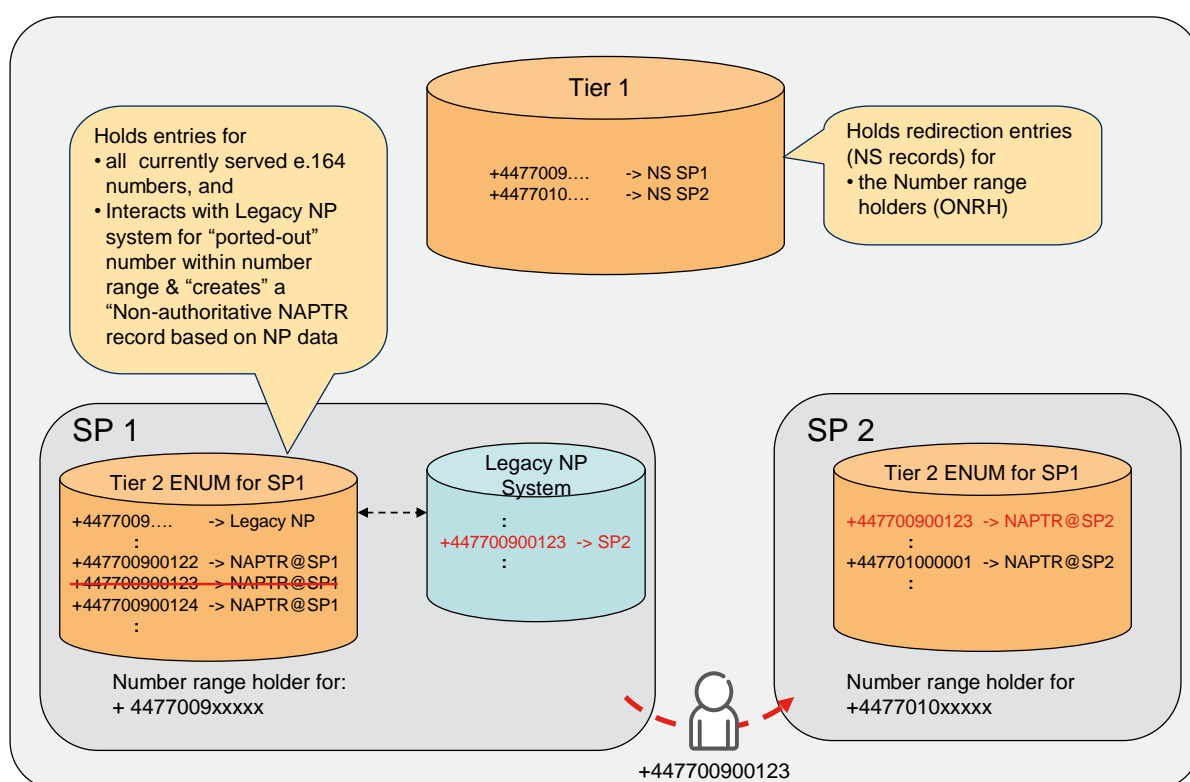 Tier 1
+4477009…. -> NS SP1
+4477010…. -> NS SP2
Holds entries for
• all currently served e.164
numbers, and
• Interacts with Legacy NP
system for “ported-out”
number within number
range & “creates” a
“Non-authoritative NAPTR
record based on NP data
Holds redirection entries
(NS records) for
• the Number range
holders (ONRH)
SP 1
Tier 2 ENUM for SP1
+4477009…. -> Legacy NP
:
+447700900122 -> NAPTR@SP1
+447700900123 -> NAPTR@SP1
+447700900124 -> NAPTR@SP1
:
Number range holder for:
+ 4477009xxxxx
Legacy NP
System
:
+447700900123 -> SP2
:
SP 2
Tier 2 ENUM for SP1
+447700900123 -> NAPTR@SP2
:
+447701000001 -> NAPTR@SP2
:
Number range holder for
+4477010xxxxx
+447700900123